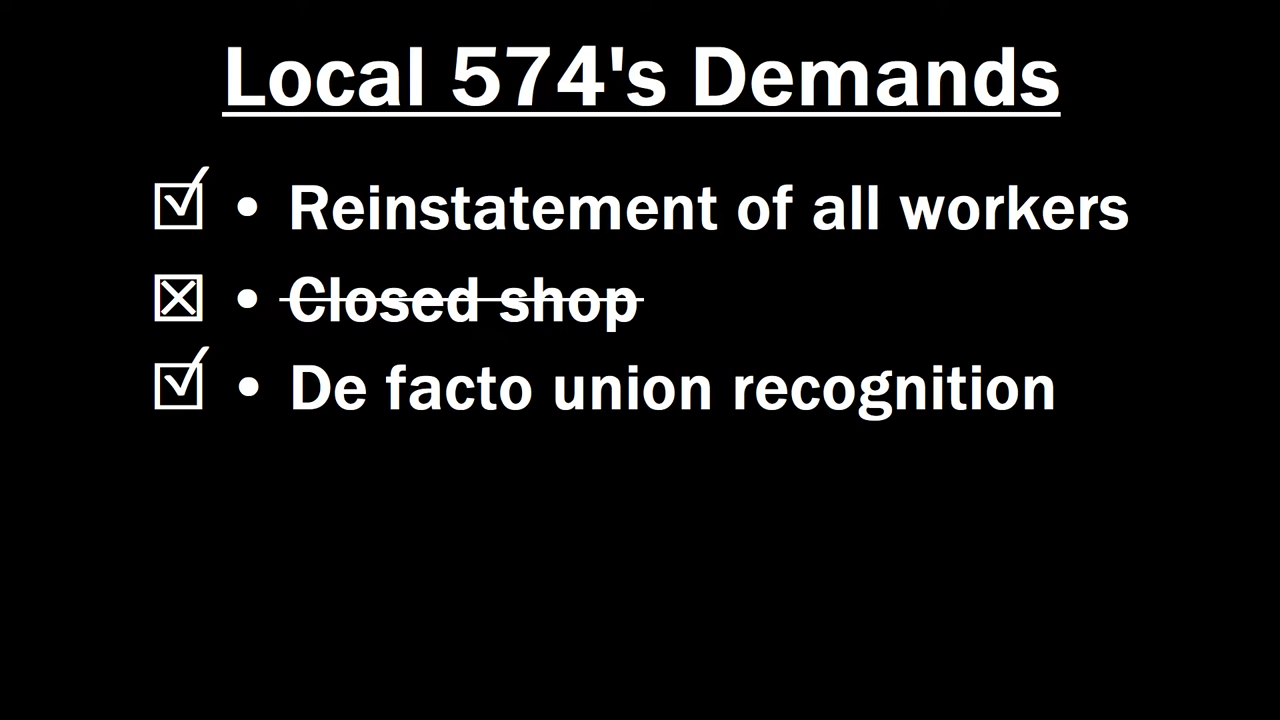 Local 574's Demands
☑ • Reinstatement of all workers
☒ • Closed shop
☑ • De facto union recognition